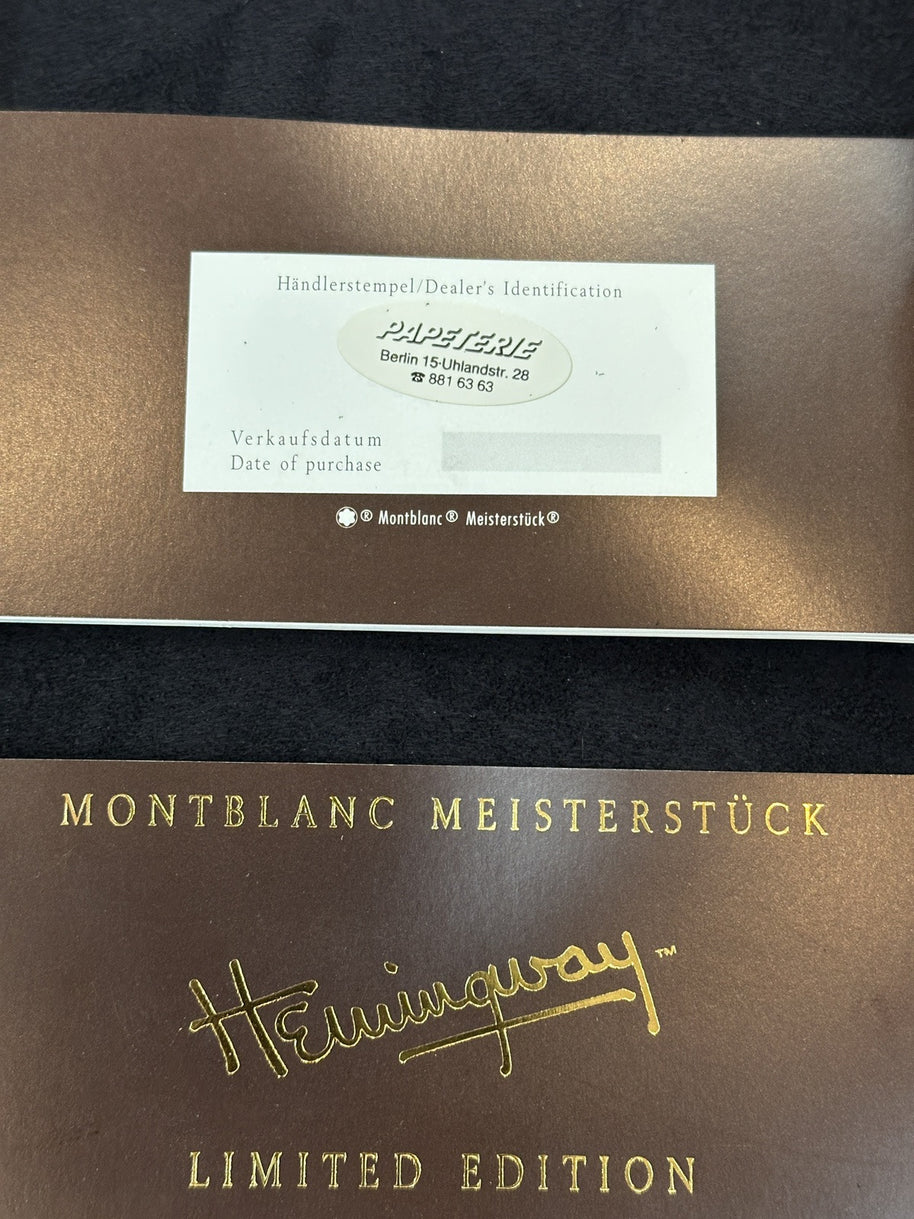 Händlerstempel/Dealer's Identification
PAPETERIE
Berlin 15·Uhlandstr. 28
☎ 881 63 63
Verkaufsdatum
Date of purchase
® Montblanc® Meisterstück®
MONTBLANC MEISTERSTÜCK
Hemingway™
LIMITED EDITION